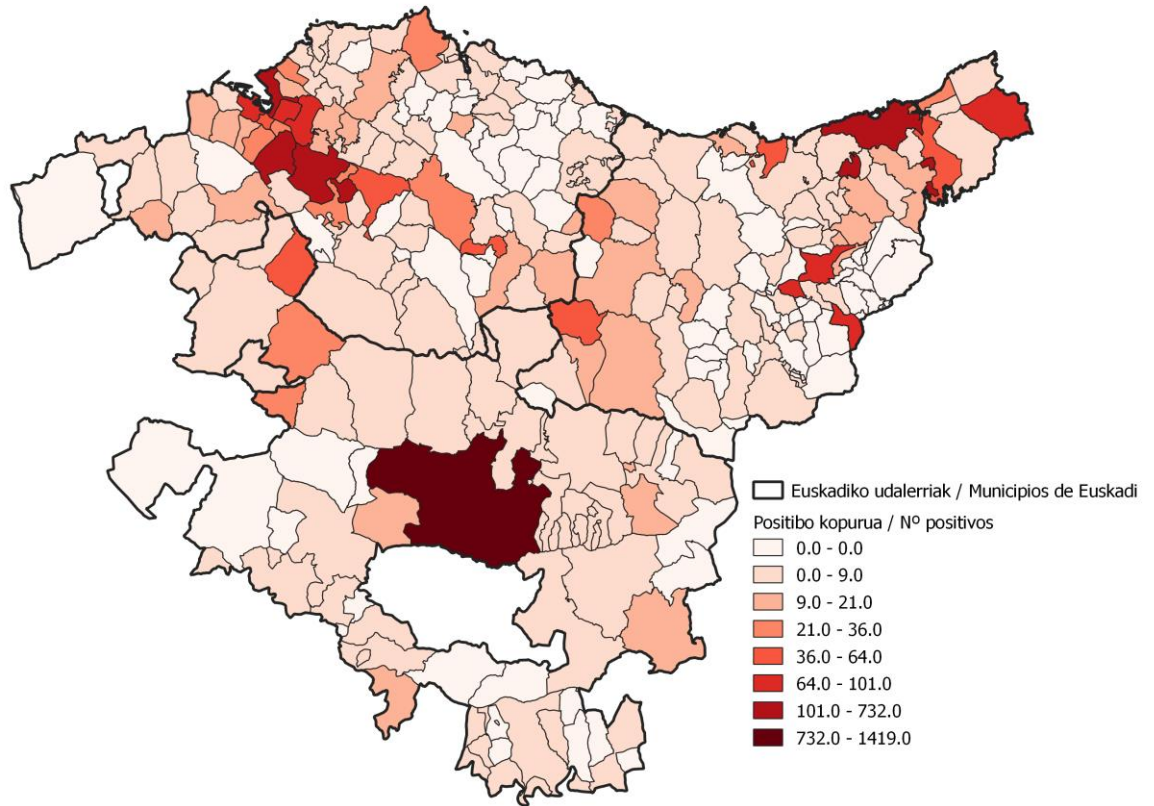 Euskadiko udalerriak / Municipios de Euskadi
Positibo kopurua / Nº positivos
0.0 - 0.0
0.0 - 9.0
9.0 - 21.0
21.0 - 36.0
36.0 - 64.0
64.0 - 101.0
101.0 - 732.0
732.0 - 1419.0